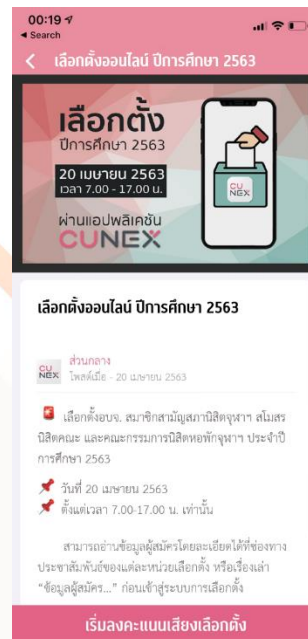 00:19
Search
เลือกตั้งออนไลน์ ปีการศึกษา 2563
เลือกตั้ง
ปีการศึกษา 2563
20 เมษายน 2563
เวลา 7.00 - 17.00 น.
ผ่านแอปพลิเคชัน
CUNEX
CU
NEX
เลือกตั้งออนไลน์ ปีการศึกษา 2563
CU
NEX
ส่วนกลาง
โพสต์เมื่อ - 20 เมษายน 2563
เลือกตั้งอบจ. สมาชิกสามัญสภานิสิตจุฬาฯ สโมสร
นิสิตคณะ และคณะกรรมการนิสิตหอพักจุฬาฯ ประจำปี
การศึกษา 2563
วันที่ 20 เมษายน 2563
ตั้งแต่เวลา 7.00-17.00 น. เท่านั้น
สามารถอ่านข้อมูลผู้สมัครโดยละเอียดได้ที่ช่องทาง
ประชาสัมพันธ์ของแต่ละหน่วยเลือกตั้ง หรือเรื่องเล่า
“ข้อมูลผู้สมัคร...” ก่อนเข้าสู่ระบบการเลือกตั้ง
เริ่มลงคะแนนเสียงเลือกตั้ง